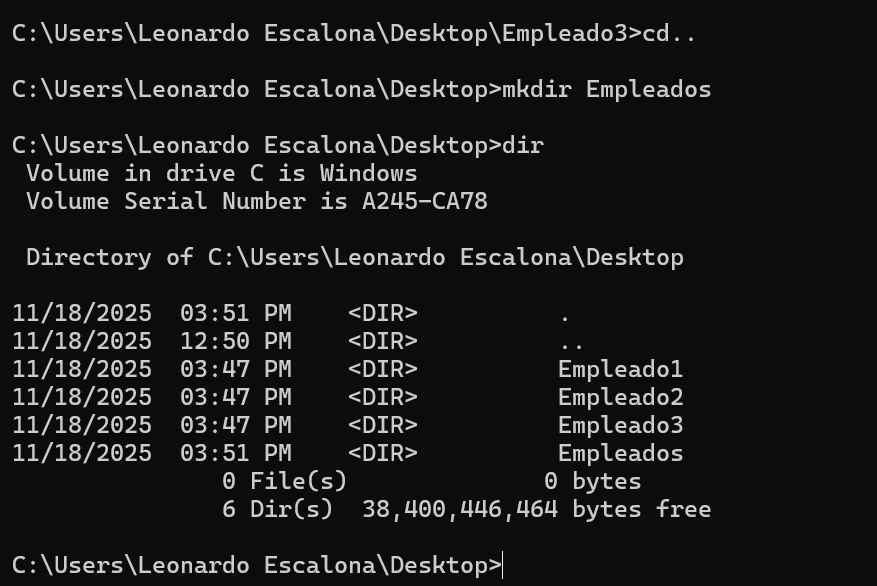 C:\Users\Leonardo Escalona\Desktop\Empleado3>cd..
C:\Users\Leonardo Escalona\Desktop>mkdir Empleados
C:\Users\Leonardo Escalona\Desktop>dir
 Volume in drive C is Windows
 Volume Serial Number is A245-CA78
 Directory of C:\Users\Leonardo Escalona\Desktop
11/18/2025  03:51 PM    <DIR>          .
11/18/2025  12:50 PM    <DIR>          ..
11/18/2025  03:47 PM    <DIR>          Empleado1
11/18/2025  03:47 PM    <DIR>          Empleado2
11/18/2025  03:47 PM    <DIR>          Empleado3
11/18/2025  03:51 PM    <DIR>          Empleados
               0 File(s)              0 bytes
               6 Dir(s)  38,400,446,464 bytes free
C:\Users\Leonardo Escalona\Desktop>